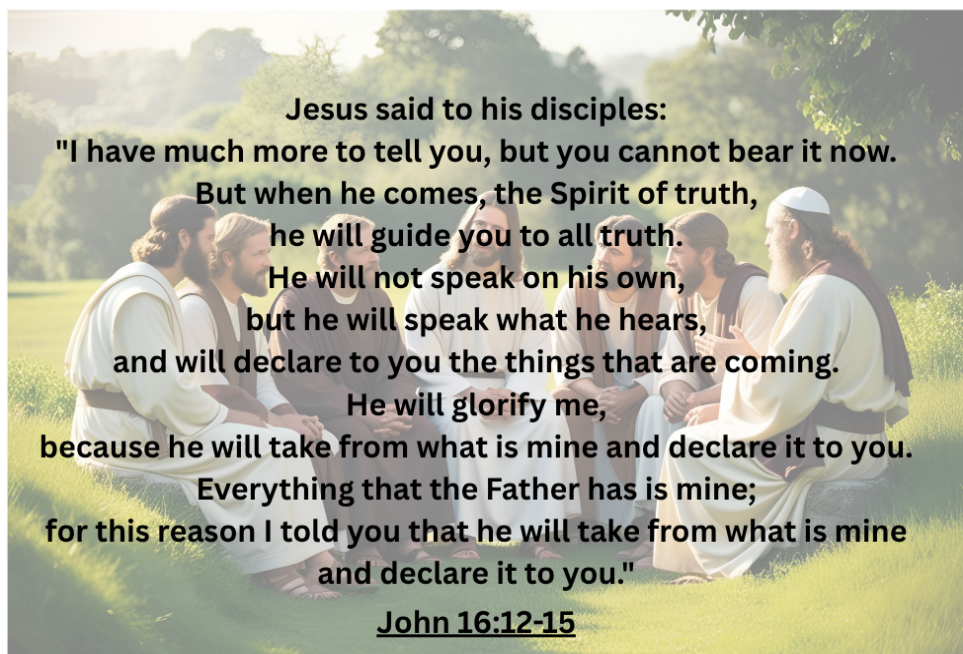 Jesus said to his disciples:
"I have much more to tell you, but you cannot bear it now.
But when he comes, the Spirit of truth,
he will guide you to all truth.
He will not speak on his own,
but he will speak what he hears,
and will declare to you the things that are coming.
He will glorify me,
because he will take from what is mine and declare it to you.
Everything that the Father has is mine;
for this reason I told you that he will take from what is mine
and declare it to you."
John 16:12-15